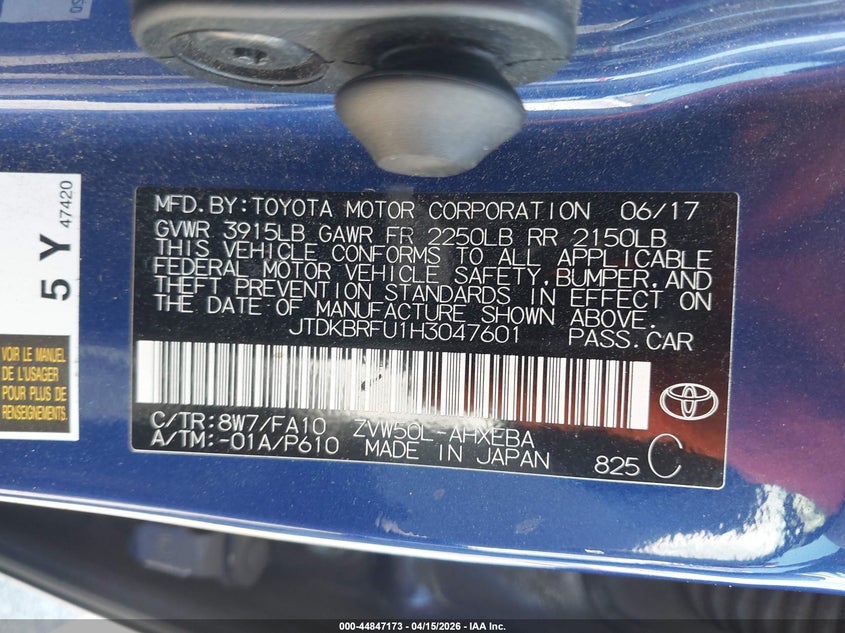 MFD.BY:TOYOTA MOTOR CORPORATION 06/17
GVWR 3915LB GAWR FR 2250LB RR 2150LB
THIS VEHICLE CONFORMS TO ALL APPLICABLE
FEDERAL MOTOR VEHICLE SAFETY,BUMPER,AND
THEFT PREVENTION STANDARDS IN EFFECT ON
THE DATE OF MANUFACTURE SHOWN ABOVE.
JTDKBRFU1H3047601 PASS.CAR
C/TR:8W7/FA10 ZVW50L-AHXEBA
A/TM:-01A/P610 MADE IN JAPAN 825 C
5 Y 47420
VOIR LE MANUEL
DE L'USAGER
POUR PLUS DE
RENSEIGNEMENTS.
000-44847173 - 04/15/2026 - IAA Inc.